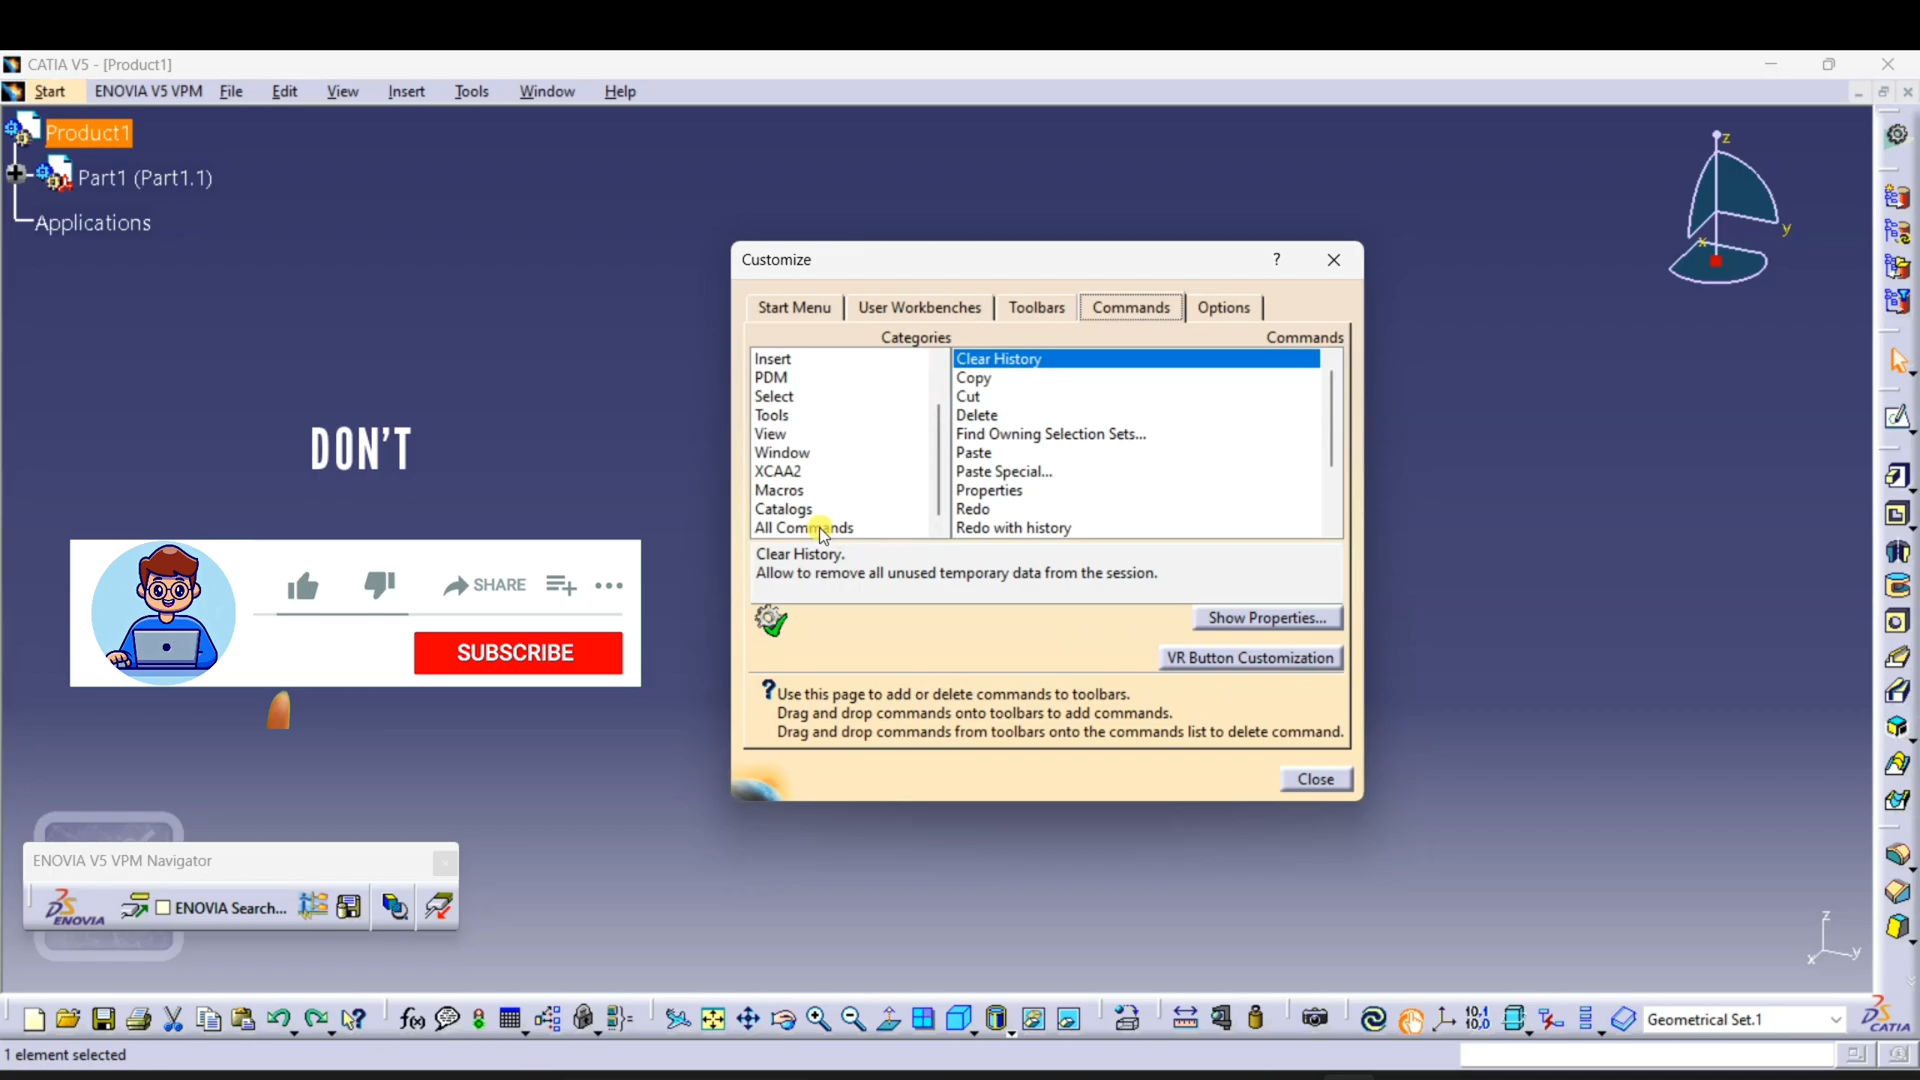 CATIA V5 - [Product1]
Start ENOVIA V5 VPM File Edit View Insert Tools Window Help
Product1
Part1 (Part1.1)
Applications
z
y
x
DON'T
SHARE
SUBSCRIBE
Customize
?
Start Menu User Workbenches Toolbars Commands Options
Categories Commands
Insert
PDM
Select
Tools
View
Window
XCAA2
Macros
Catalogs
All Commands
Clear History
Copy
Cut
Delete
Find Owning Selection Sets...
Paste
Paste Special...
Properties
Redo
Redo with history
Clear History.
Allow to remove all unused temporary data from the session.
Show Properties...
VR Button Customization
Use this page to add or delete commands to toolbars.
Drag and drop commands onto toolbars to add commands.
Drag and drop commands from toolbars onto the commands list to delete command.
Close
ENOVIA V5 VPM Navigator
ENOVIA ENOVIA Search...
z
y
x
f(x)
10.1
10.0
Geometrical Set.1
CATIA
1 element selected